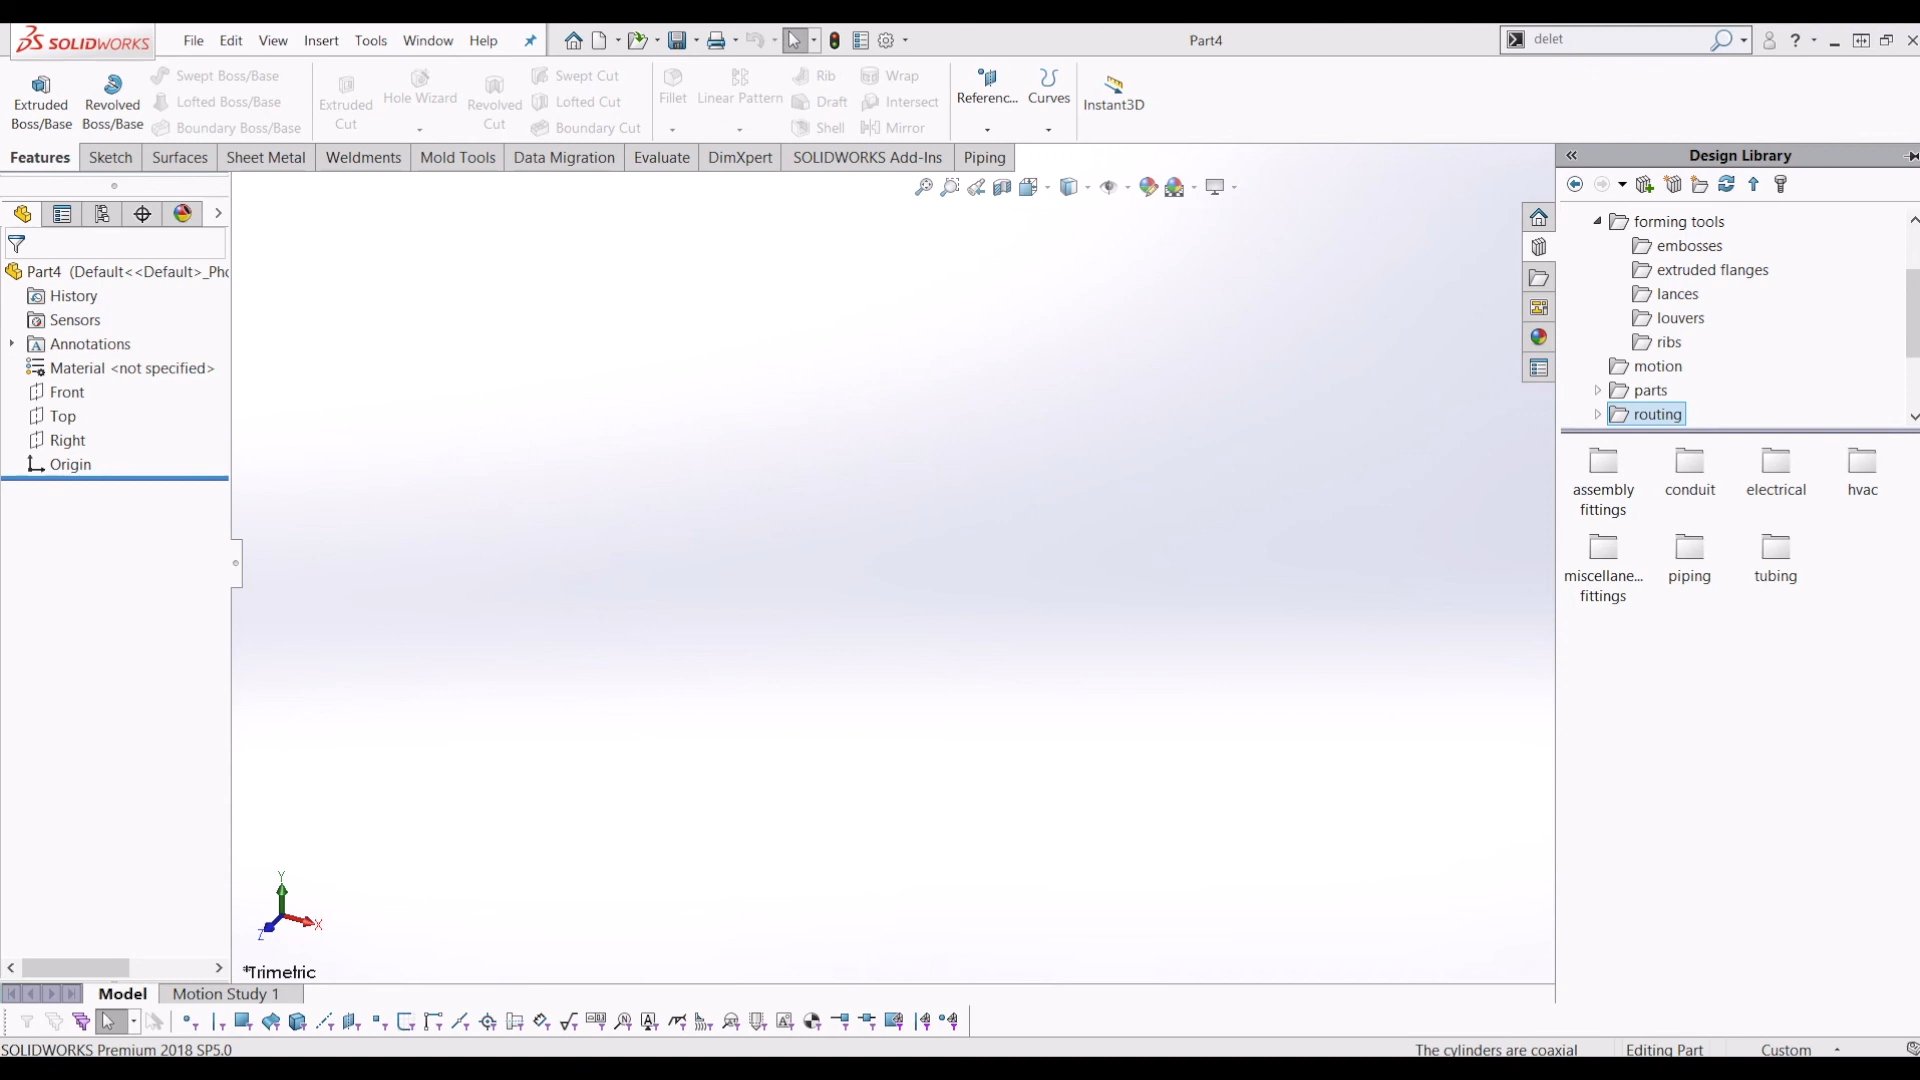 SOLIDWORKS File Edit View Insert Tools Window Help Part4 delet
Extruded Boss/Base
Revolved Boss/Base
Swept Boss/Base
Lofted Boss/Base
Boundary Boss/Base
Extruded Cut
Hole Wizard
Revolved Cut
Swept Cut
Lofted Cut
Boundary Cut
Fillet
Linear Pattern
Rib
Draft
Shell
Wrap
Intersect
Mirror
Referenc...
Curves
Instant3D
Features Sketch Surfaces Sheet Metal Weldments Mold Tools Data Migration Evaluate DimXpert SOLIDWORKS Add-Ins Piping
Part4 (Default<<Default>_Pho
History
Sensors
Annotations
Material <not specified>
Front
Top
Right
Origin
Y
X
Z
*Trimetric
Design Library
forming tools
embosses
extruded flanges
lances
louvers
ribs
motion
parts
routing
assembly fittings
conduit
electrical
hvac
miscellane... fittings
piping
tubing
Model Motion Study 1
SOLIDWORKS Premium 2018 SP5.0 The cylinders are coaxial Editing Part Custom